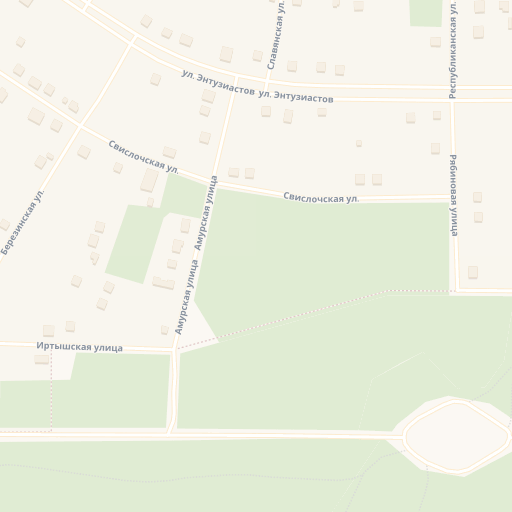 Славянская ул.
Республиканская ул.
ул. Энтузиастов
ул. Энтузиастов
Свислочская ул.
Рябиновая улица
Березинская ул.
Амурская улица
Свислочская ул.
Амурская улица
Иртышская улица